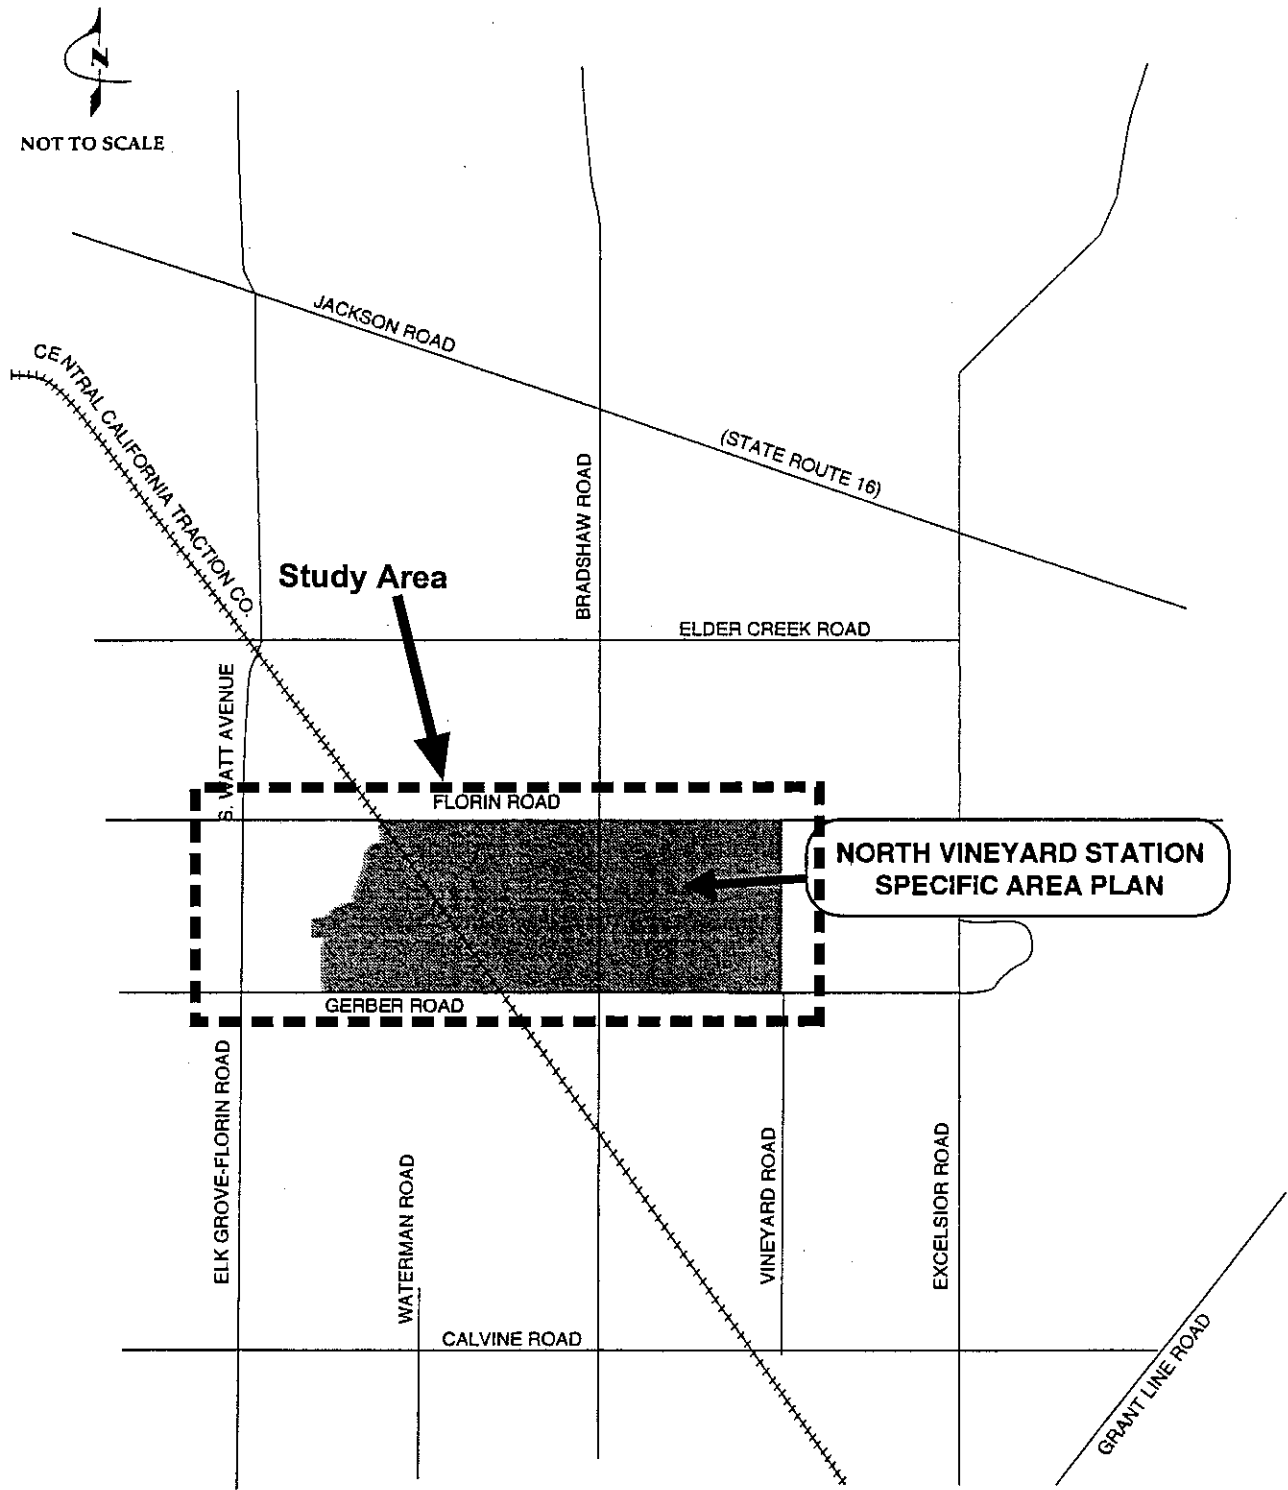 N
NOT TO SCALE
JACKSON ROAD
CENTRAL CALIFORNIA TRACTION CO.
(STATE ROUTE 16)
BRADSHAW ROAD
Study Area
ELDER CREEK ROAD
S. WATT AVENUE
FLORIN ROAD
NORTH VINEYARD STATION
SPECIFIC AREA PLAN
GERBER ROAD
ELK GROVE-FLORIN ROAD
WATERMAN ROAD
VINEYARD ROAD
EXCELSIOR ROAD
CALVINE ROAD
GRANT LINE ROAD